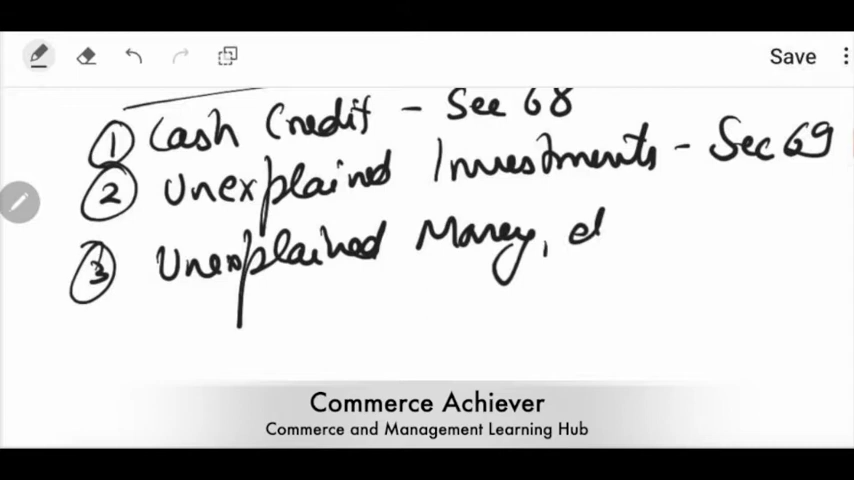 Save
① Cash Credit - Sec 68
② Unexplained Investments - Sec 69
③ Unexplained Money, et
Commerce Achiever
Commerce and Management Learning Hub